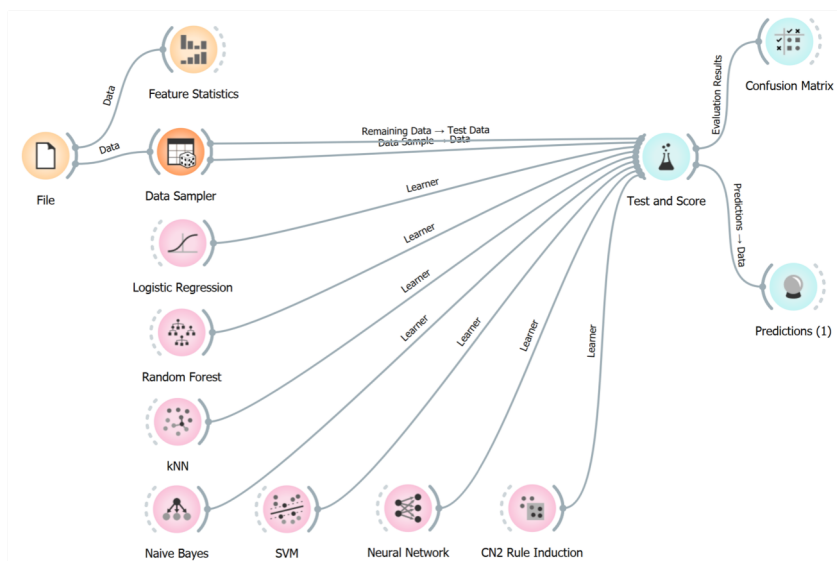 Feature Statistics
Data
Data
File
Data Sampler
Remaining Data → Test Data
Data Sample → Data
Test and Score
Evaluation Results
Confusion Matrix
Predictions → Data
Predictions (1)
Learner
Logistic Regression
Learner
Random Forest
Learner
kNN
Learner
Naive Bayes
Learner
SVM
Learner
Neural Network
Learner
CN2 Rule Induction